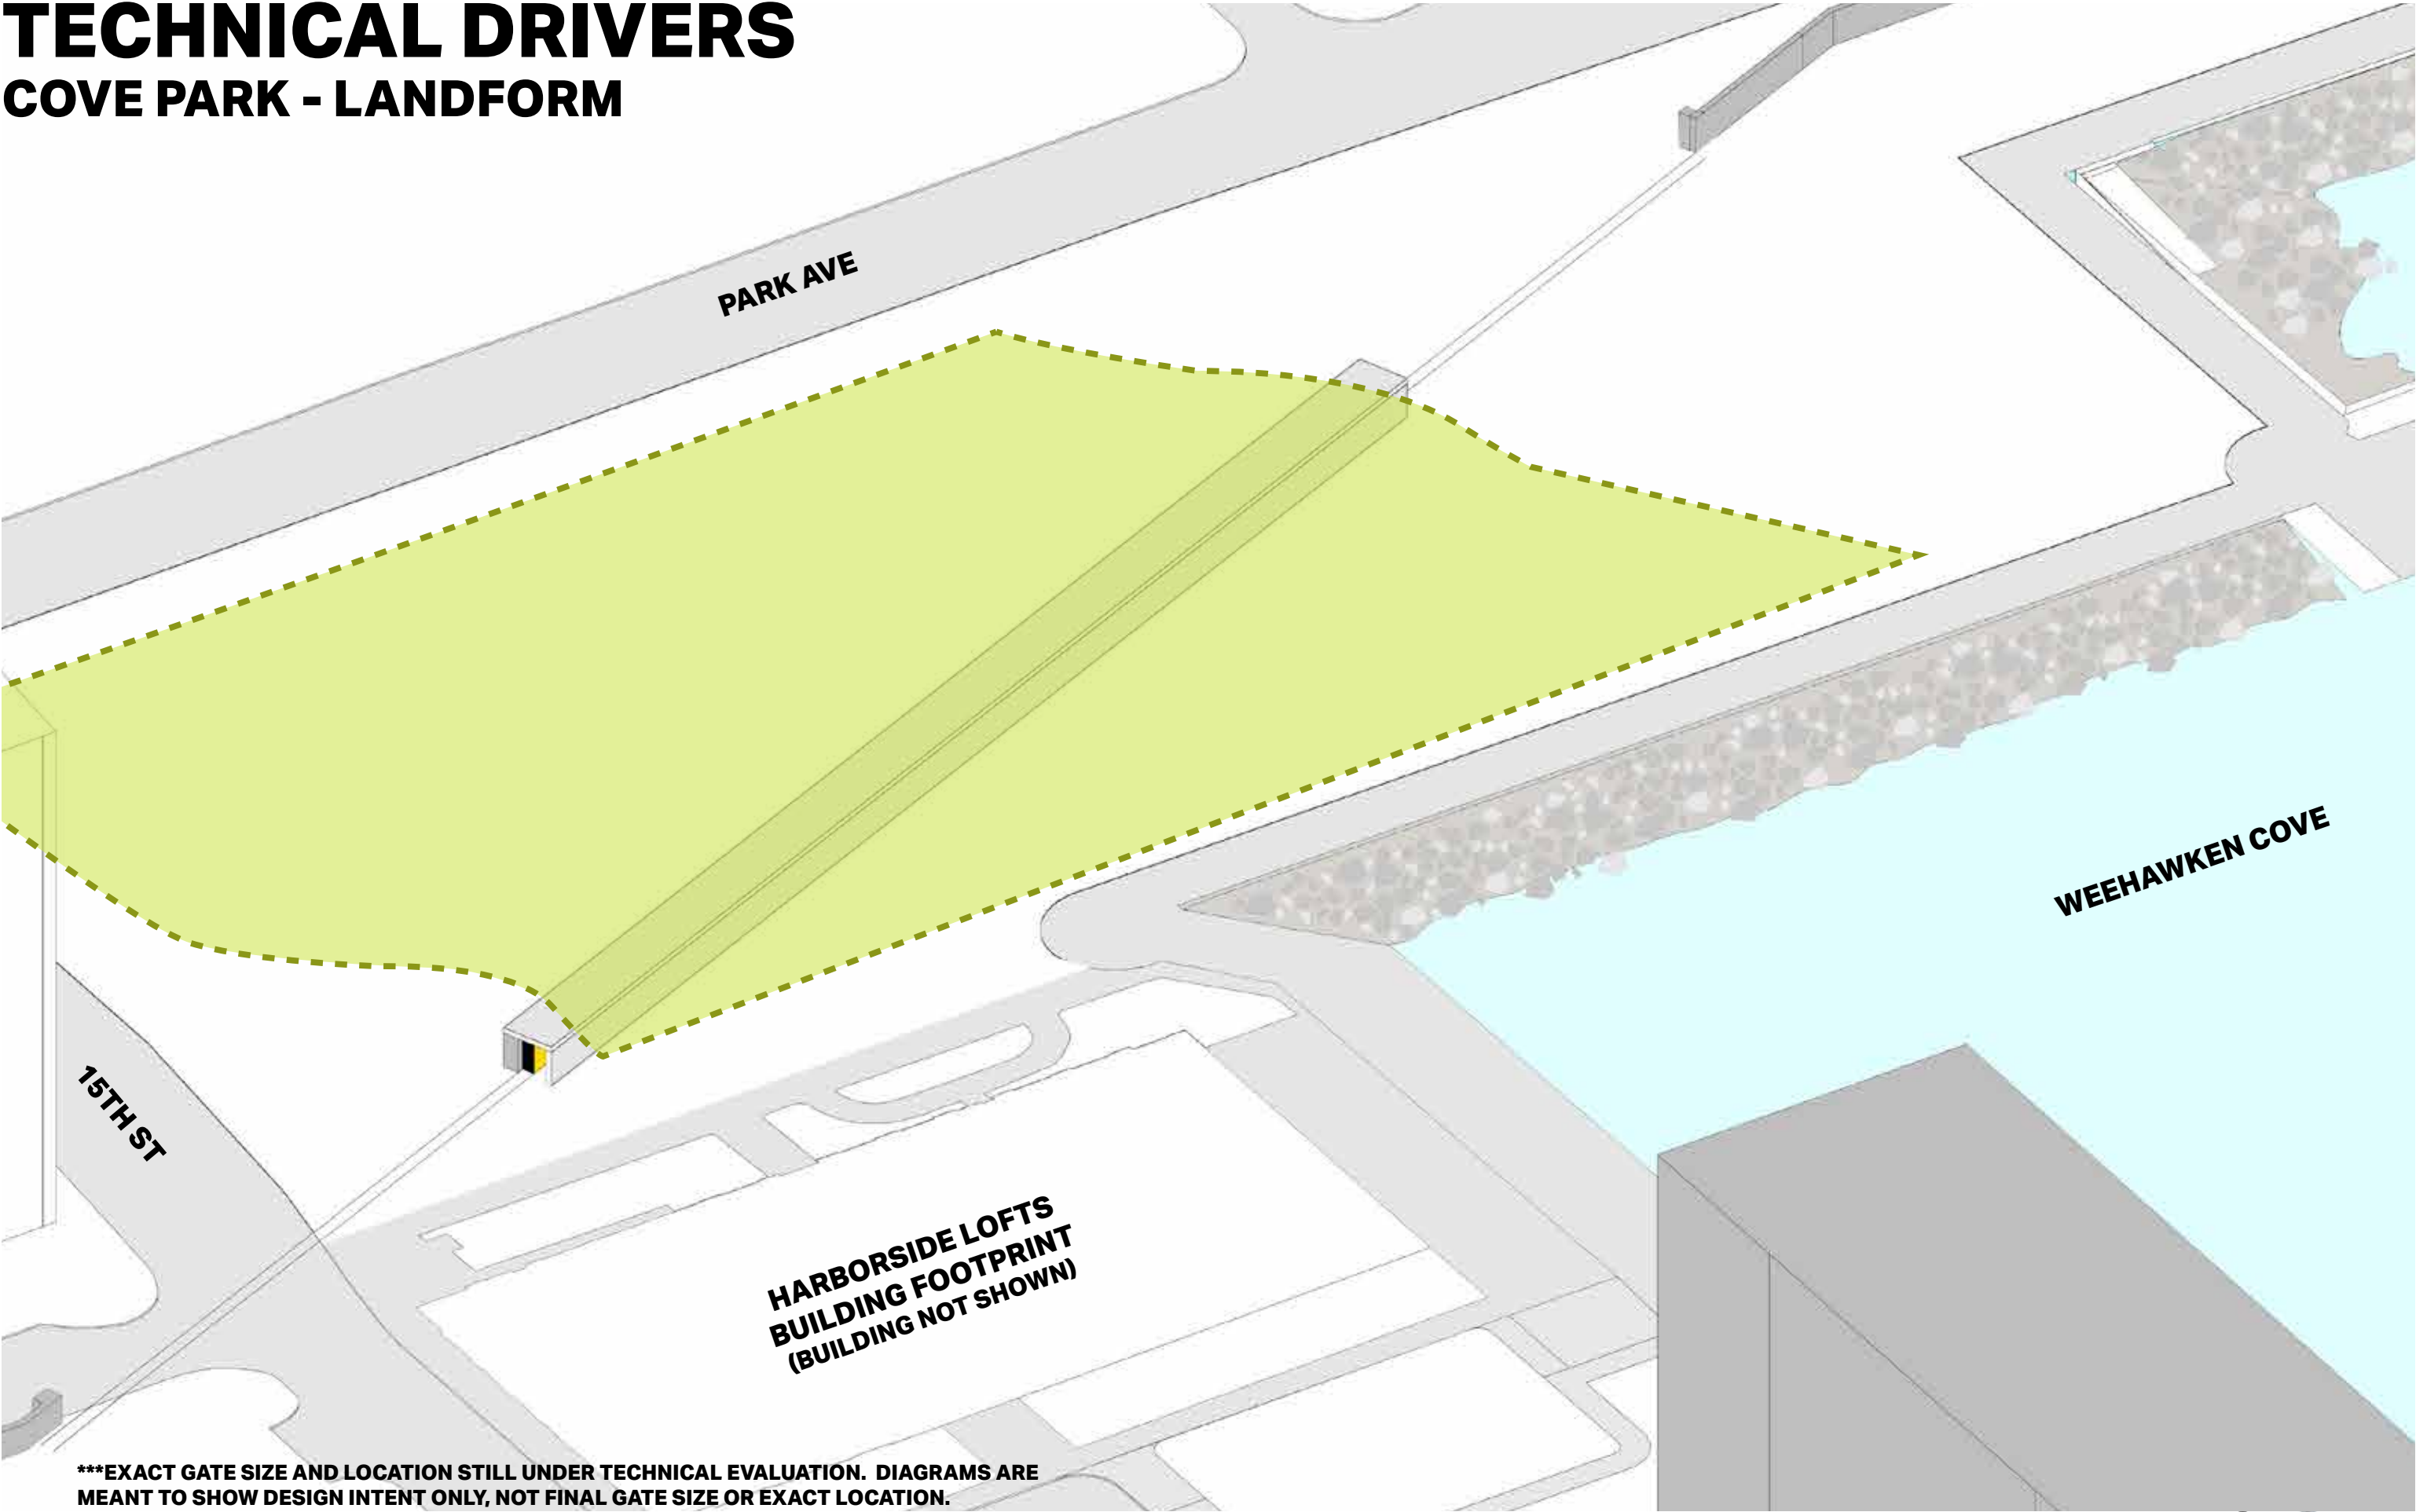 TECHNICAL DRIVERS
COVE PARK - LANDFORM
PARK AVE
WEEHAWKEN COVE
15TH ST
HARBORSIDE LOFTS
BUILDING FOOTPRINT
(BUILDING NOT SHOWN)
***EXACT GATE SIZE AND LOCATION STILL UNDER TECHNICAL EVALUATION. DIAGRAMS ARE
MEANT TO SHOW DESIGN INTENT ONLY, NOT FINAL GATE SIZE OR EXACT LOCATION.